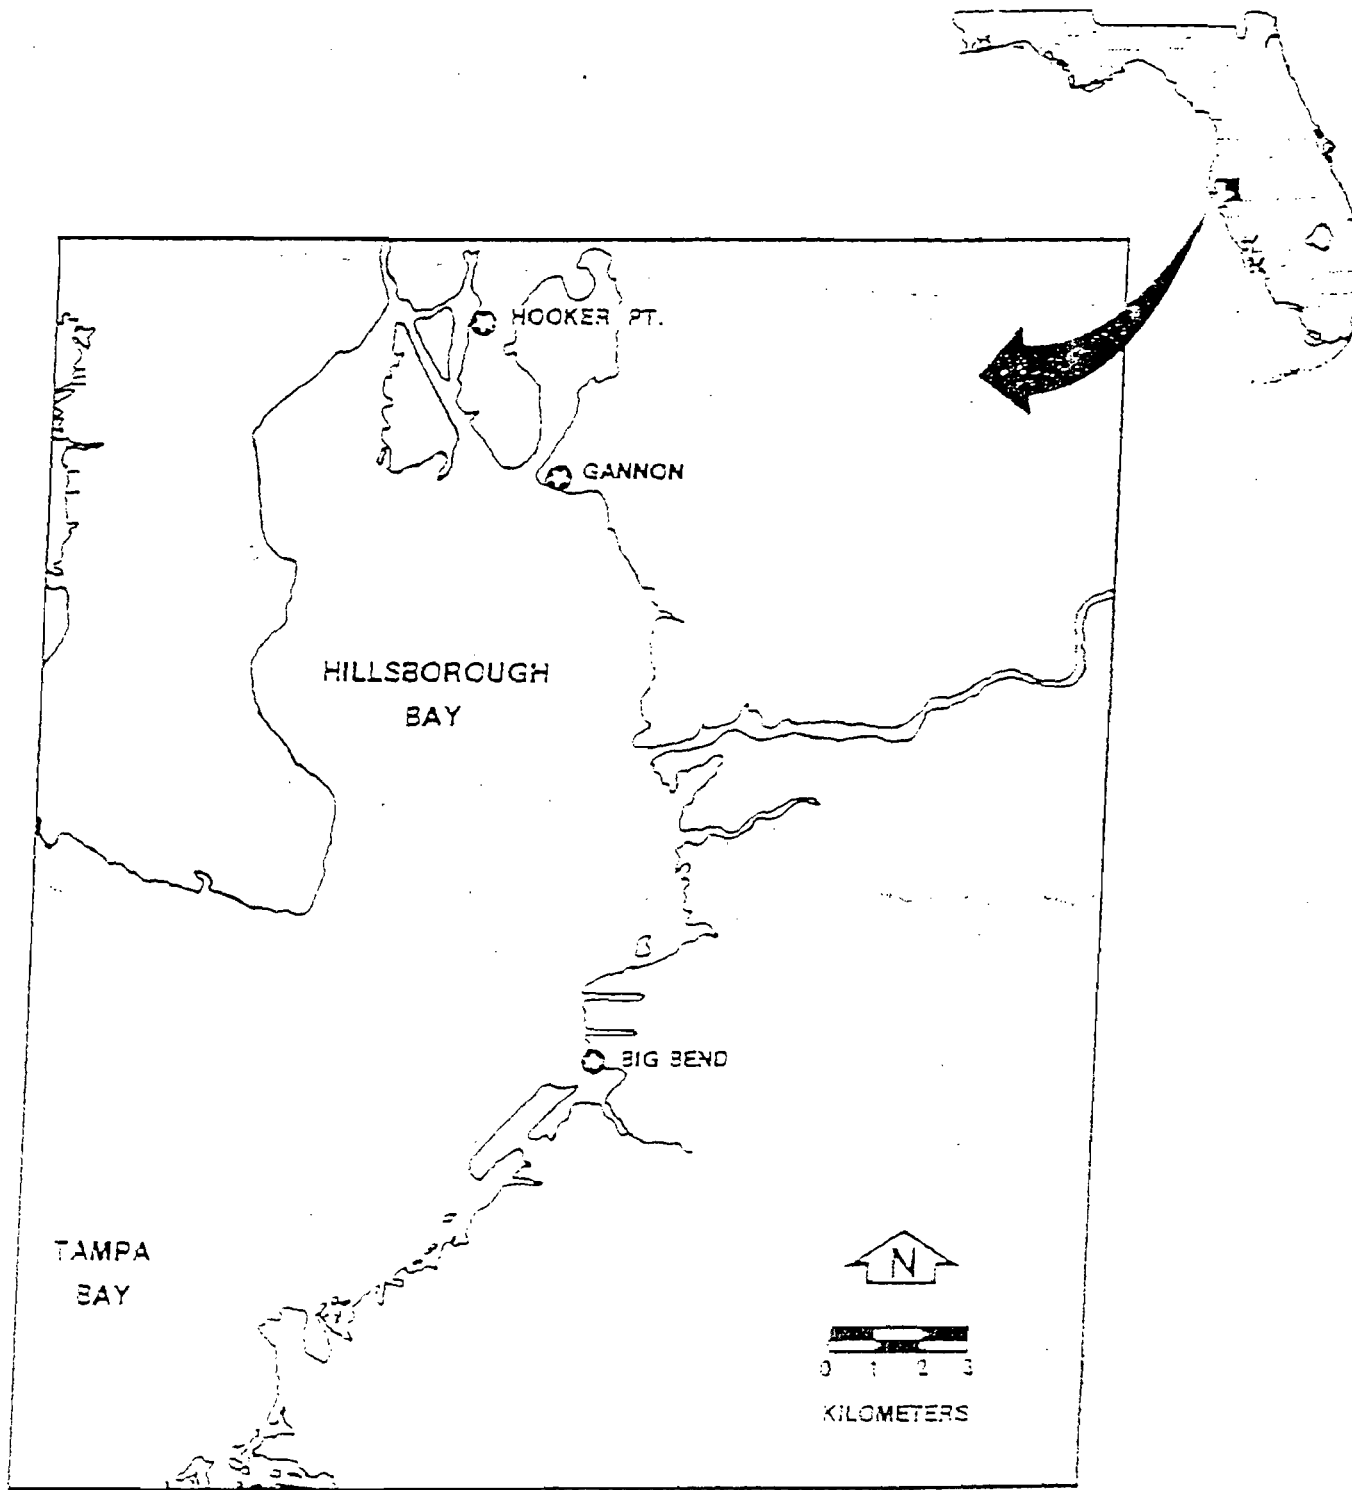 HOOKER PT.
GANNON
HILLSBOROUGH
BAY
BIG BEND
TAMPA
BAY
N
0 1 2 3
KILOMETERS